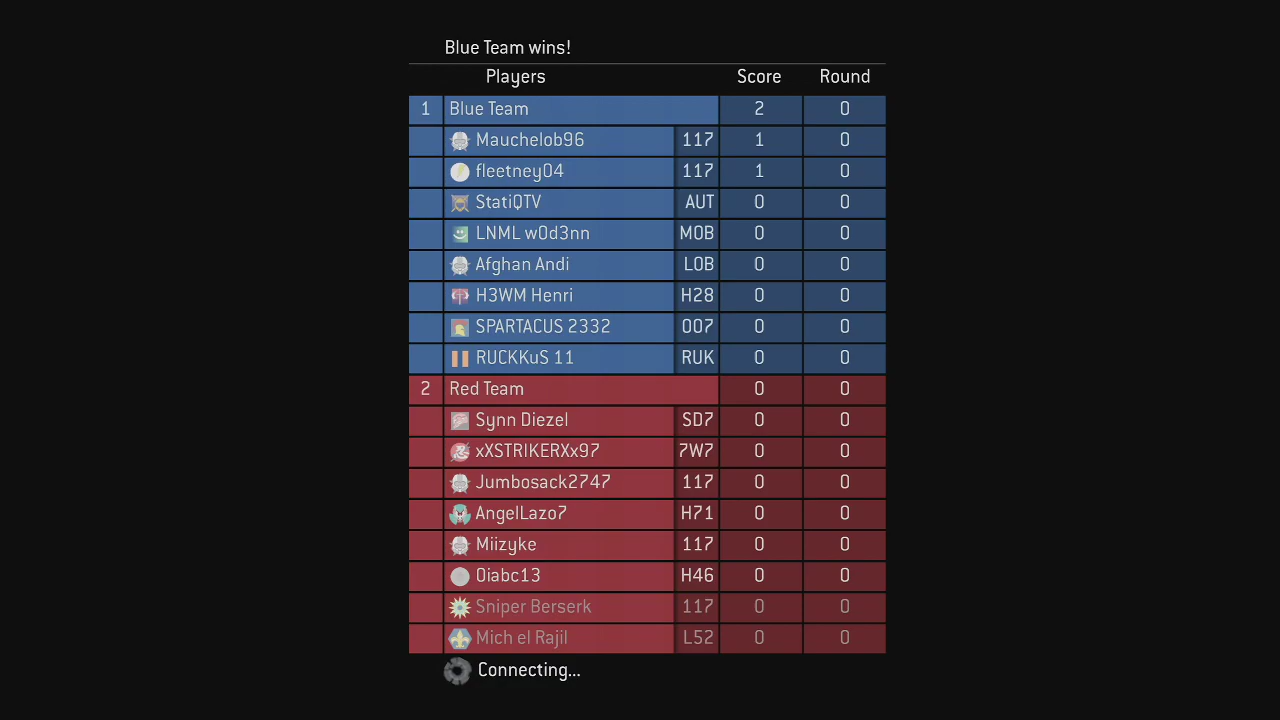 Blue Team wins!
Players Score Round
1 Blue Team 2 0
Mauchelob96 117 1 0
fleetney04 117 1 0
StatiQTV AUT 0 0
LNML w0d3nn M0B 0 0
Afghan Andi L0B 0 0
H3WM Henri H28 0 0
SPARTACUS 2332 007 0 0
RUCKKuS 11 RUK 0 0
2 Red Team 0 0
Synn Diezel SD7 0 0
xXSTRIKERXx97 7W7 0 0
Jumbosack2747 117 0 0
AngelLazo7 H71 0 0
Miizyke 117 0 0
Oiabc13 H46 0 0
Sniper Berserk 117 0 0
Mich el Rajil L52 0 0
Connecting...